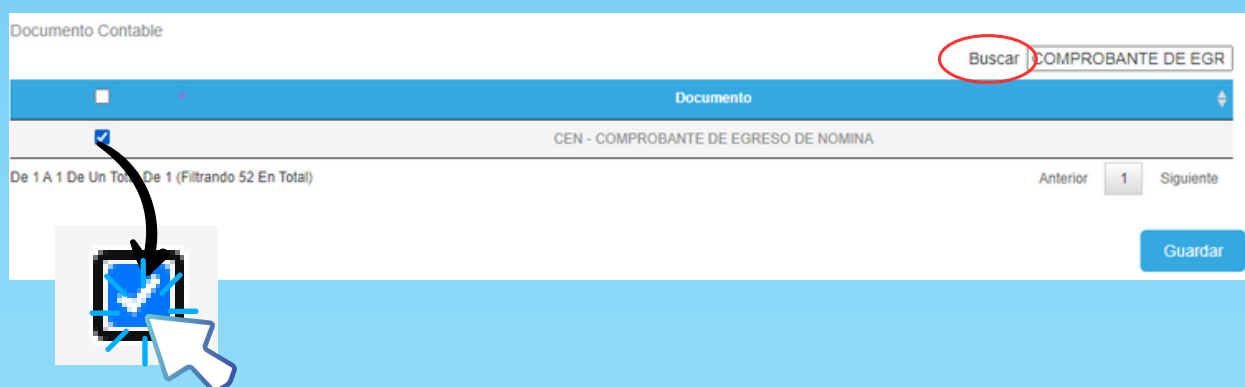 Documento Contable
Buscar COMPROBANTE DE EGR
Documento
CEN - COMPROBANTE DE EGRESO DE NOMINA
De 1 A 1 De Un Total De 1 (Filtrando 52 En Total)
Anterior 1 Siguiente
Guardar